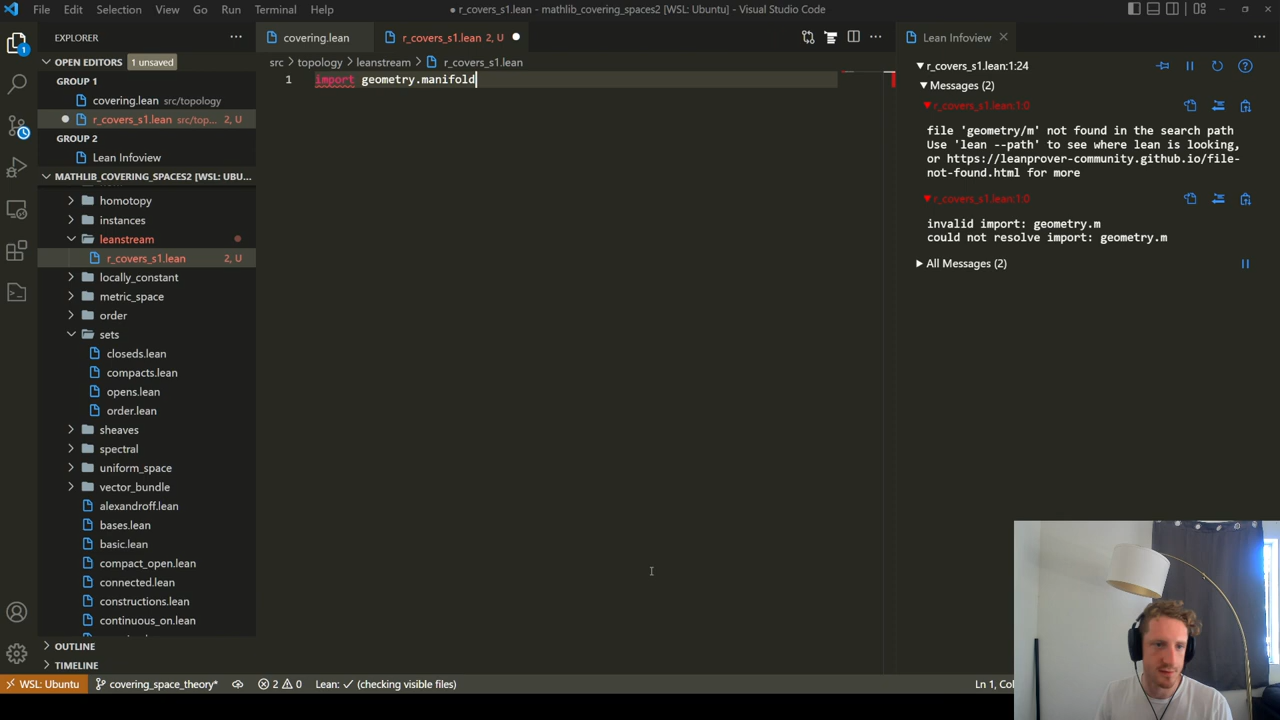 File Edit Selection View Go Run Terminal Help
● r_covers_s1.lean - mathlib_covering_spaces2 [WSL: Ubuntu] - Visual Studio Code
EXPLORER
covering.lean
r_covers_s1.lean 2, U
Lean Infoview
OPEN EDITORS 1 unsaved
GROUP 1
covering.lean src/topology
r_covers_s1.lean src/top... 2, U
GROUP 2
Lean Infoview
MATHLIB_COVERING_SPACES2 [WSL: UBU...
homotopy
instances
leanstream
r_covers_s1.lean 2, U
locally_constant
metric_space
order
sets
closeds.lean
compacts.lean
opens.lean
order.lean
sheaves
spectral
uniform_space
vector_bundle
alexandroff.lean
bases.lean
basic.lean
compact_open.lean
connected.lean
constructions.lean
continuous_on.lean
OUTLINE
TIMELINE
src > topology > leanstream > r_covers_s1.lean
1 import geometry.manifold
r_covers_s1.lean:1:24
Messages (2)
r_covers_s1.lean:1:0
file 'geometry/m' not found in the search path
Use 'lean --path' to see where lean is looking,
or https://leanprover-community.github.io/file-
not-found.html for more
r_covers_s1.lean:1:0
invalid import: geometry.m
could not resolve import: geometry.m
All Messages (2)
WSL: Ubuntu covering_space_theory* 2 0 Lean: ✓ (checking visible files)
Ln 1, Col